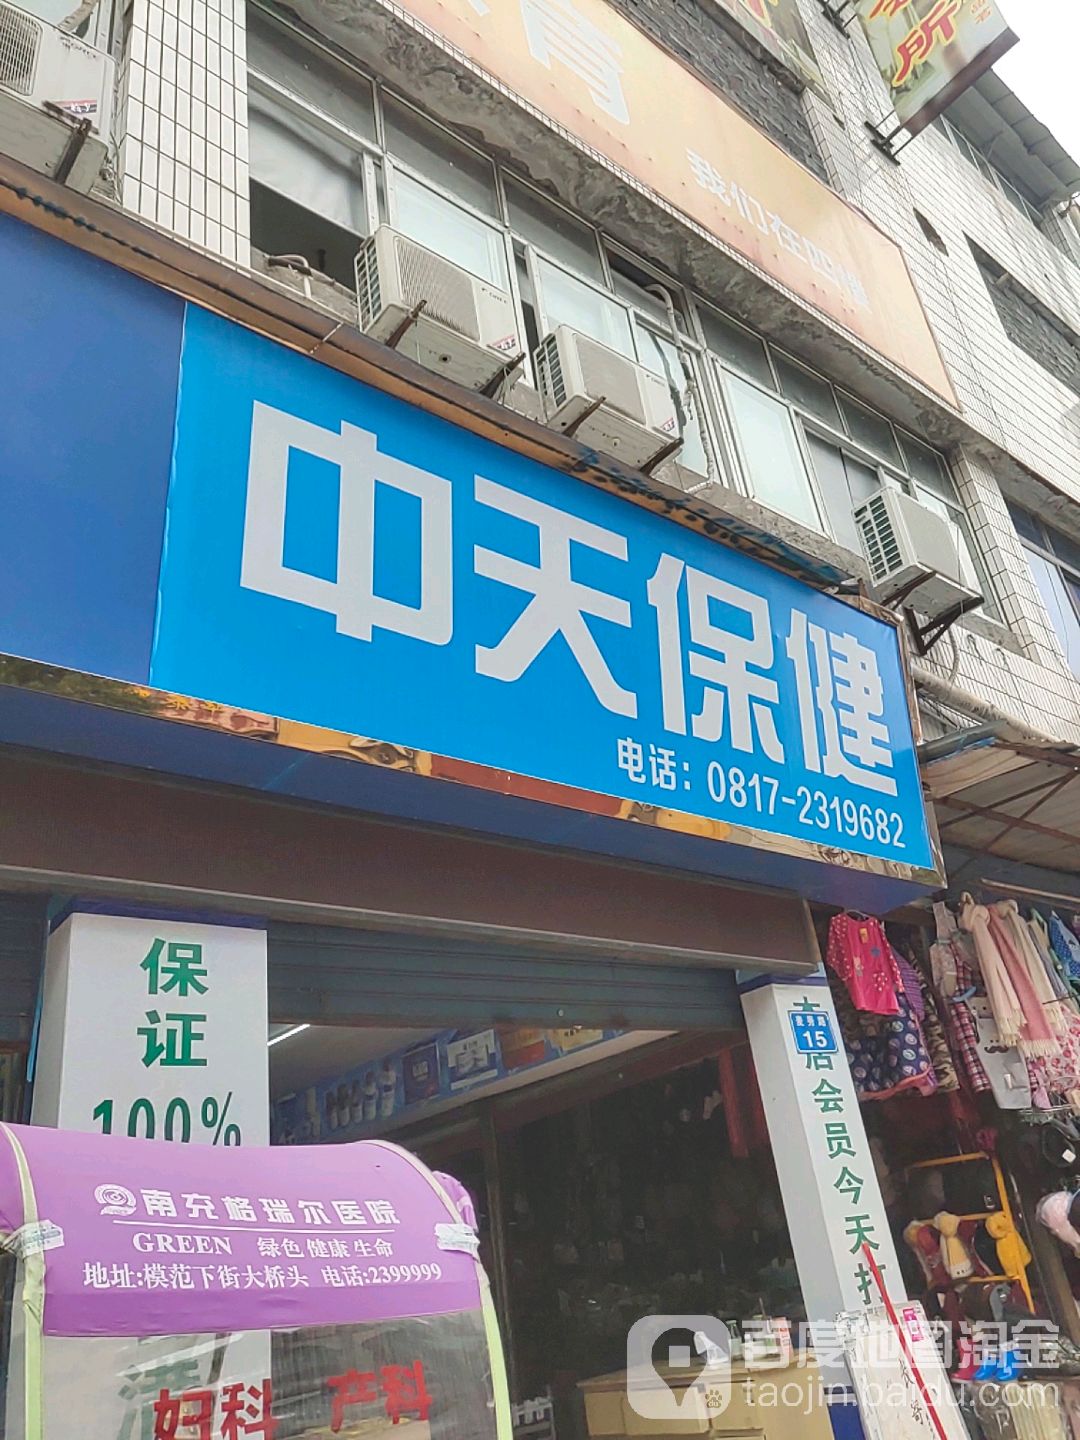 育
我们在四楼
所
中天保健
电话：0817-2319682
保证
100%
15
店会员今天打
南充格瑞尔医院
GREEN 绿色 健康 生命
地址:模范下街大桥头 电话:2399999
妇科 产科
百度地图淘金
taojin.baidu.com